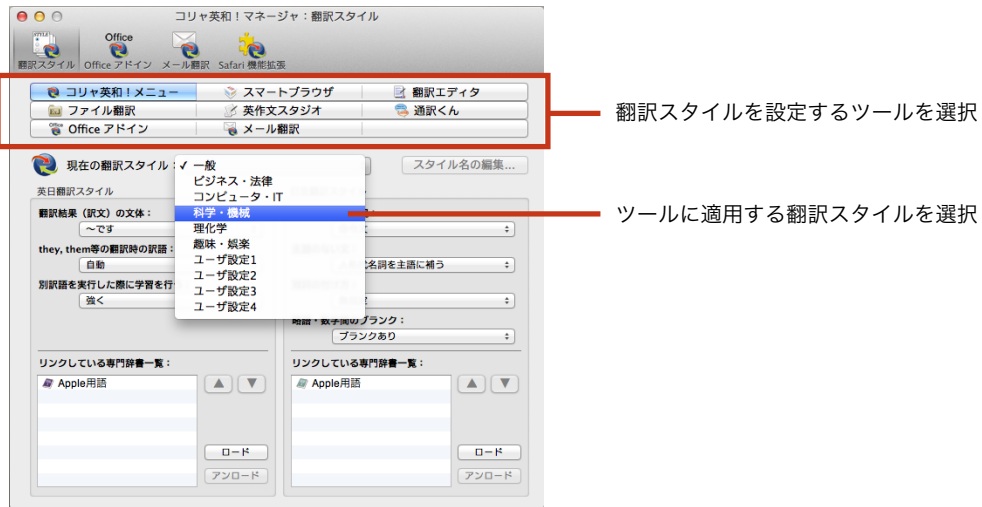 コリャ英和！マネージャ：翻訳スタイル
翻訳スタイル Office アドイン メール翻訳 Safari 機能拡張
コリャ英和！メニュー スマートブラウザ 翻訳エディタ
ファイル翻訳 英作文スタジオ 通訳くん
Office アドイン メール翻訳
翻訳スタイルを設定するツールを選択
現在の翻訳スタイル： ✓ 一般 スタイル名の編集...
ビジネス・法律
コンピュータ・IT
科学・機械
理化学
趣味・娯楽
ユーザ設定1
ユーザ設定2
ユーザ設定3
ユーザ設定4
ツールに適用する翻訳スタイルを選択
英日翻訳スタイル
翻訳結果（訳文）の文体：
〜です
they, them等の翻訳時の訳語：
自動
名詞を主語に補う
別訳語を実行した際に学習を行
強く
略語・数字間のブランク：
ブランクあり
リンクしている専門辞書一覧：
Apple用語
ロード
アンロード
リンクしている専門辞書一覧：
Apple用語
ロード
アンロード